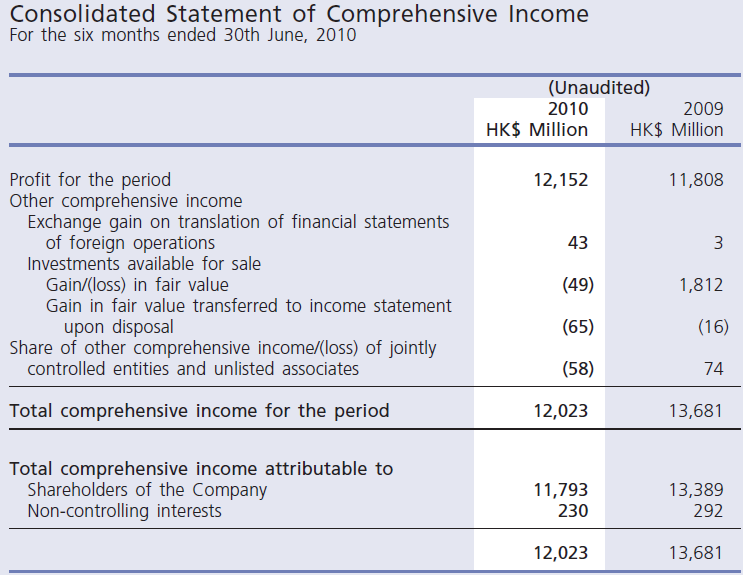 Consolidated Statement of Comprehensive Income
For the six months ended 30th June, 2010
(Unaudited)
2010 2009
HK$ Million HK$ Million
Profit for the period 12,152 11,808
Other comprehensive income
Exchange gain on translation of financial statements
of foreign operations 43 3
Investments available for sale
Gain/(loss) in fair value (49) 1,812
Gain in fair value transferred to income statement
upon disposal (65) (16)
Share of other comprehensive income/(loss) of jointly
controlled entities and unlisted associates (58) 74
Total comprehensive income for the period 12,023 13,681
Total comprehensive income attributable to
Shareholders of the Company 11,793 13,389
Non-controlling interests 230 292
12,023 13,681